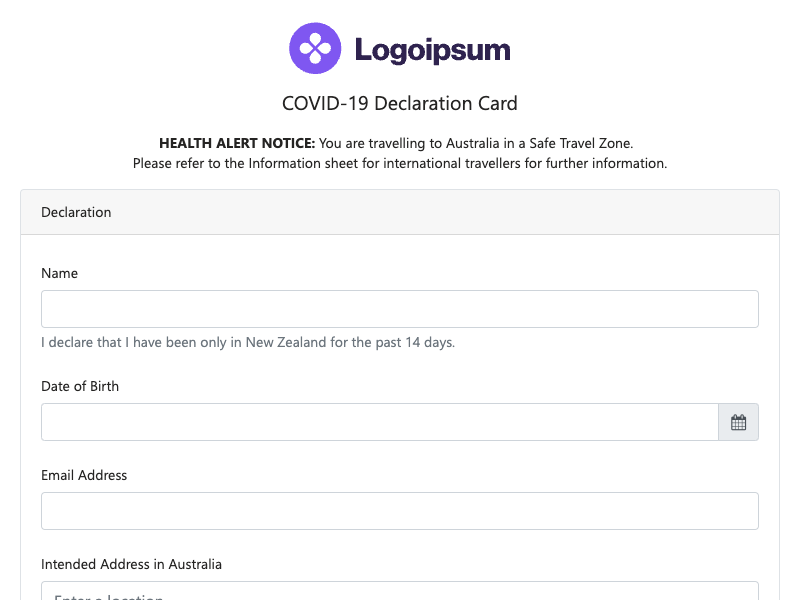 Logoipsum
COVID-19 Declaration Card
HEALTH ALERT NOTICE: You are travelling to Australia in a Safe Travel Zone.
Please refer to the Information sheet for international travellers for further information.
Declaration
Name
I declare that I have been only in New Zealand for the past 14 days.
Date of Birth
Email Address
Intended Address in Australia
Enter a location